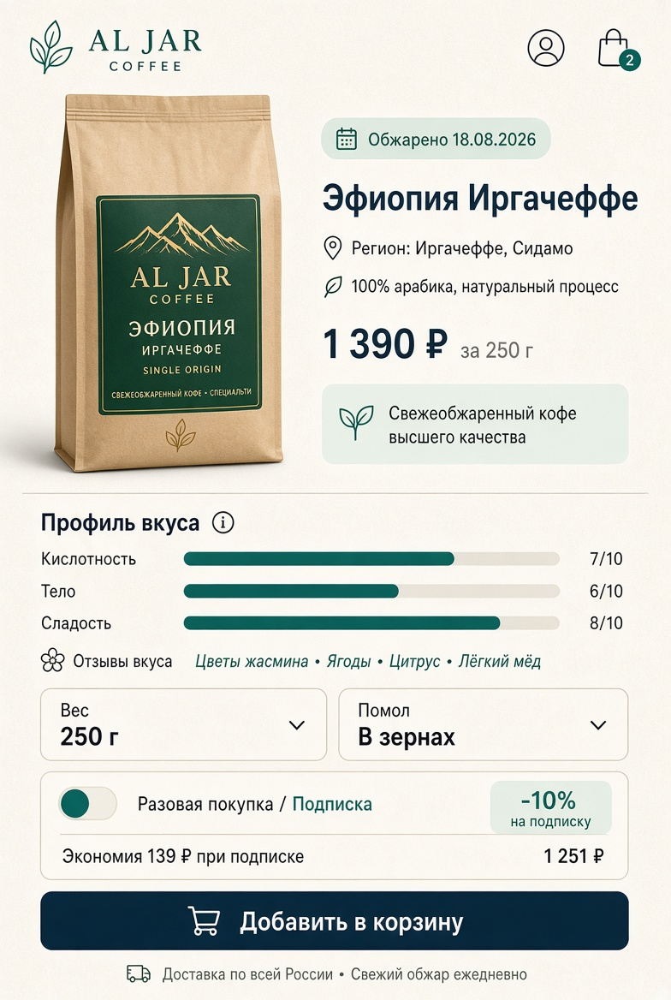 AL JAR
COFFEE
2
Обжарено 18.08.2026
Эфиопия Иргачеффе
Регион: Иргачеффе, Сидамо
100% арабика, натуральный процесс
1 390 ₽ за 250 г
Свежеобжаренный кофе
высшего качества
AL JAR
COFFEE
ЭФИОПИЯ
ИРГАЧЕФФЕ
SINGLE ORIGIN
СВЕЖЕОБЖАРЕННЫЙ КОФЕ • СПЕЦИАЛЬТИ
Профиль вкуса
Кислотность 7/10
Тело 6/10
Сладость 8/10
Отзывы вкуса Цветы жасмина • Ягоды • Цитрус • Лёгкий мёд
Вес
250 г
Помол
В зернах
Разовая покупка / Подписка
-10%
на подписку
Экономия 139 ₽ при подписке 1 251 ₽
Добавить в корзину
Доставка по всей России • Свежий обжар ежедневно